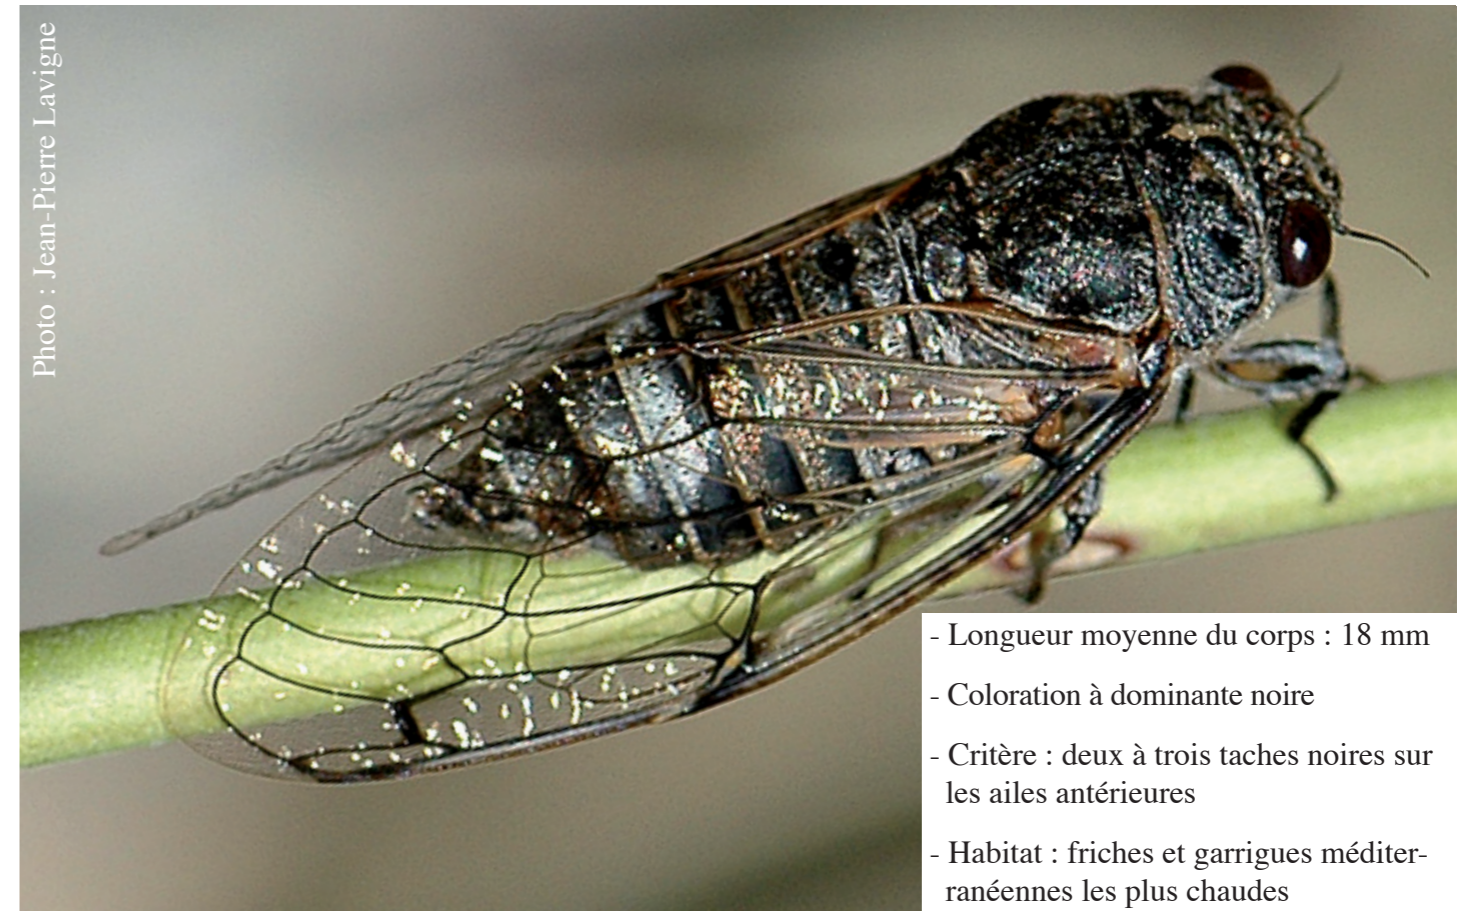 Photo : Jean-Pierre Lavigne
- Longueur moyenne du corps : 18 mm
- Coloration à dominante noire
- Critère : deux à trois taches noires sur
les ailes antérieures
- Habitat : friches et garrigues méditer-
ranéennes les plus chaudes